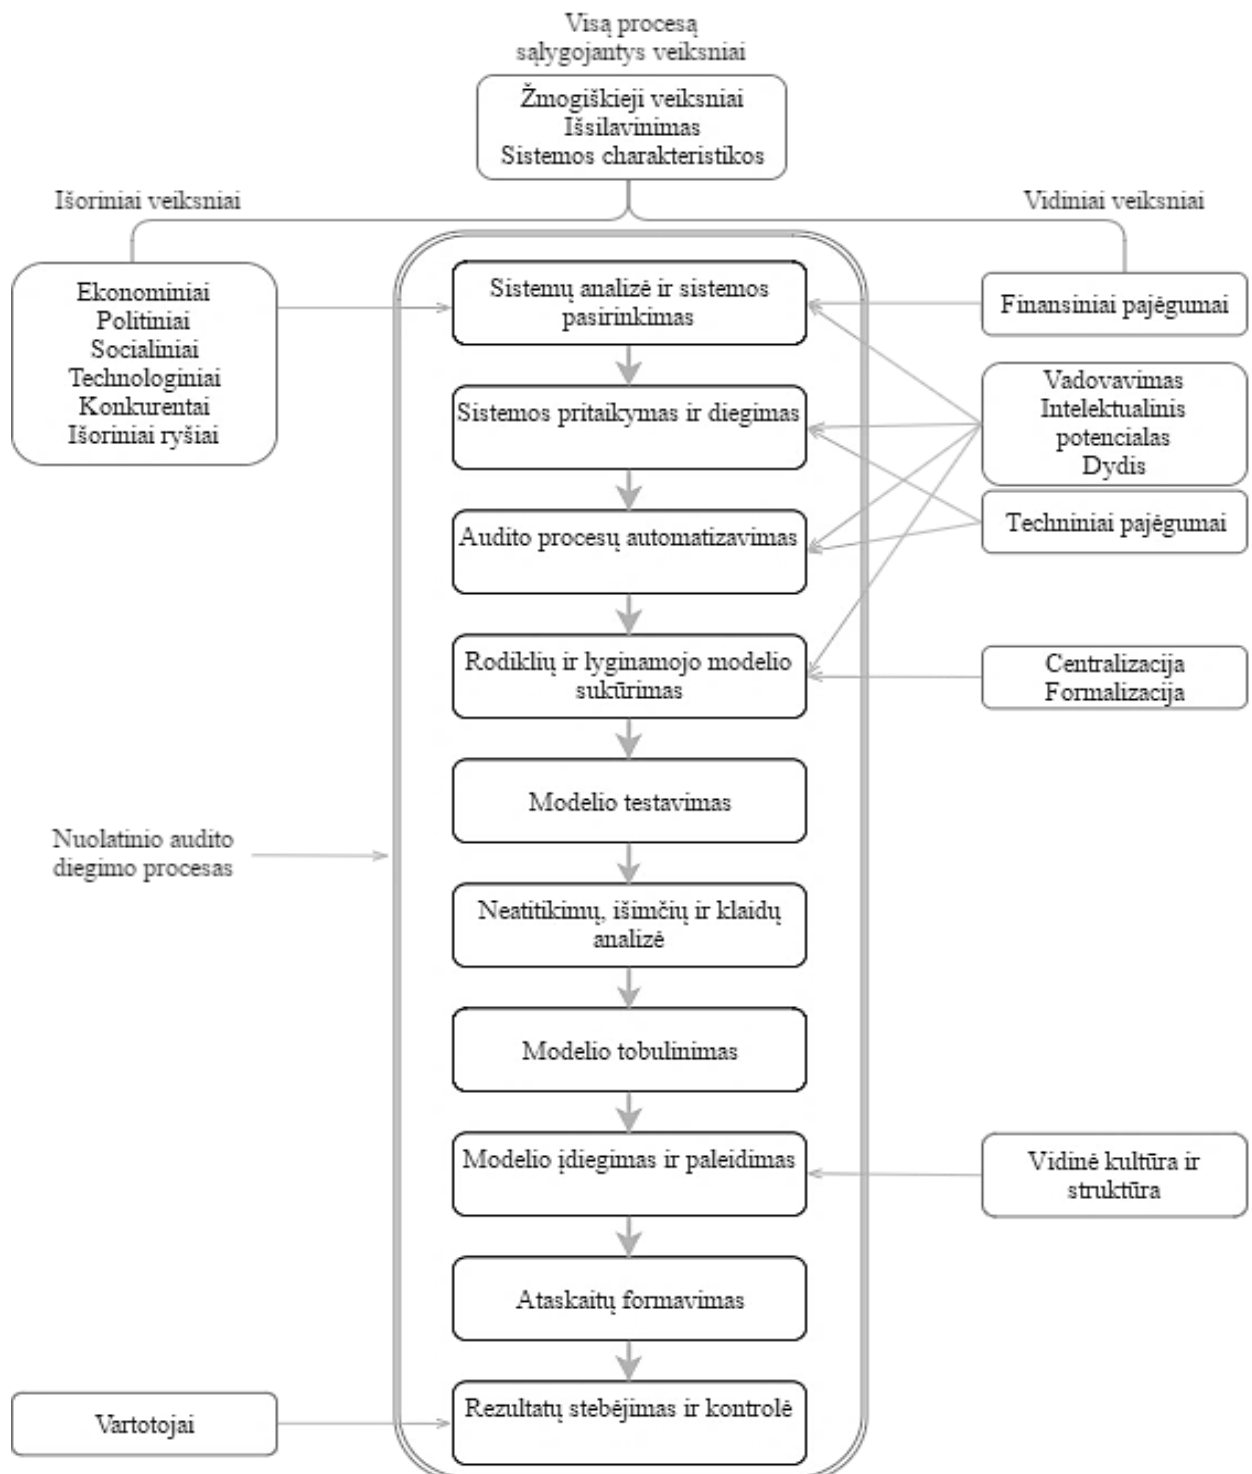 Visą procesą
sąlygojantys veiksniai
Žmogiškieji veiksniai
Išsilavinimas
Sistemos charakteristikos
Išoriniai veiksniai
Vidiniai veiksniai
Ekonominiai
Politiniai
Socialiniai
Technologiniai
Konkurentai
Išoriniai ryšiai
Sistemų analizė ir sistemos
pasirinkimas
Finansiniai pajėgumai
Vadovavimas
Intelektualinis
potencialas
Dydis
Sistemos pritaikymas ir diegimas
Techniniai pajėgumai
Audito procesų automatizavimas
Rodiklių ir lyginamojo modelio
sukūrimas
Centralizacija
Formalizacija
Modelio testavimas
Nuolatinio audito
diegimo procesas
Neatitikimų, išimčių ir klaidų
analizė
Modelio tobulinimas
Modelio įdiegimas ir paleidimas
Vidinė kultūra ir
struktūra
Ataskaitų formavimas
Vartotojai
Rezultatų stebėjimas ir kontrolė